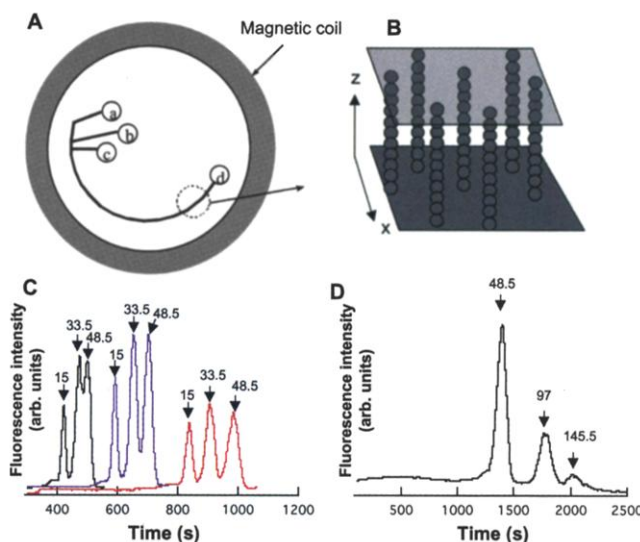 A
Magnetic coil
a
b
c
d
B
z
x
C
Fluorescence intensity
(arb. units)
15
33.5
48.5
15
33.5
48.5
15
33.5
48.5
400 600 800 1000 1200
Time (s)
D
Fluorescence intensity
(arb. units)
48.5
97
145.5
500 1000 1500 2000 2500
Time (s)